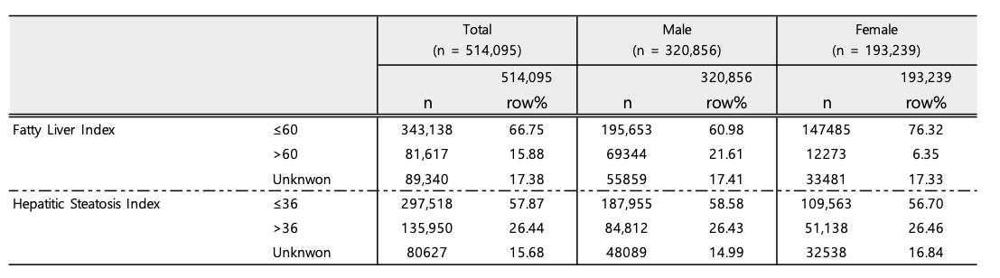 Total Male Female
(n = 514,095) (n = 320,856) (n = 193,239)
514,095 320,856 193,239
n row% n row% n row%
Fatty Liver Index ≤60 343,138 66.75 195,653 60.98 147485 76.32
>60 81,617 15.88 69344 21.61 12273 6.35
Unknwon 89,340 17.38 55859 17.41 33481 17.33
Hepatitic Steatosis Index ≤36 297,518 57.87 187,955 58.58 109,563 56.70
>36 135,950 26.44 84,812 26.43 51,138 26.46
Unknwon 80627 15.68 48089 14.99 32538 16.84